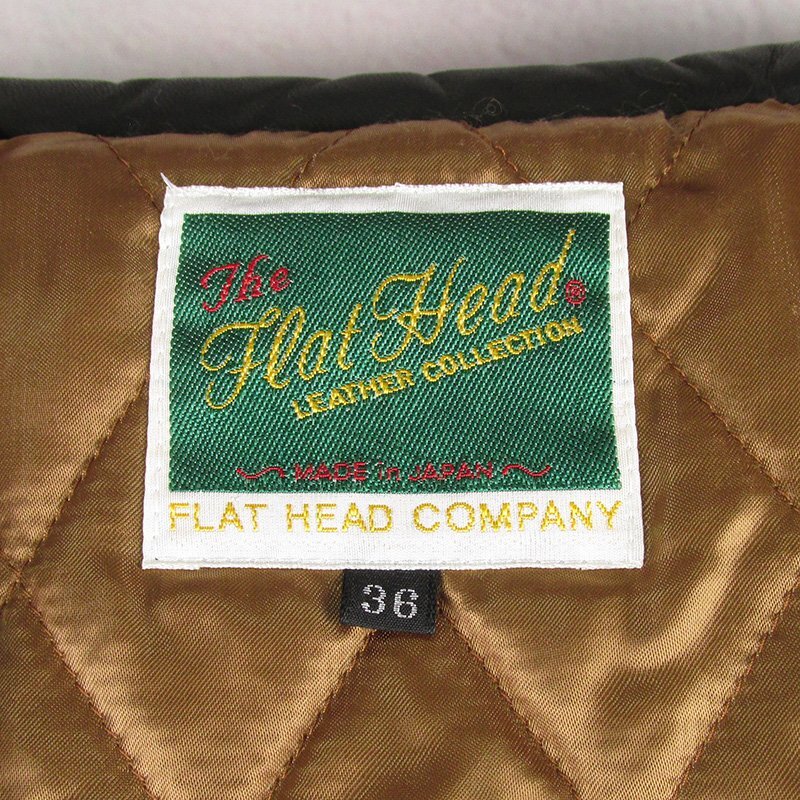 The
Flat Head®
LEATHER COLLECTION
~ MADE in JAPAN ~
FLAT HEAD COMPANY
36